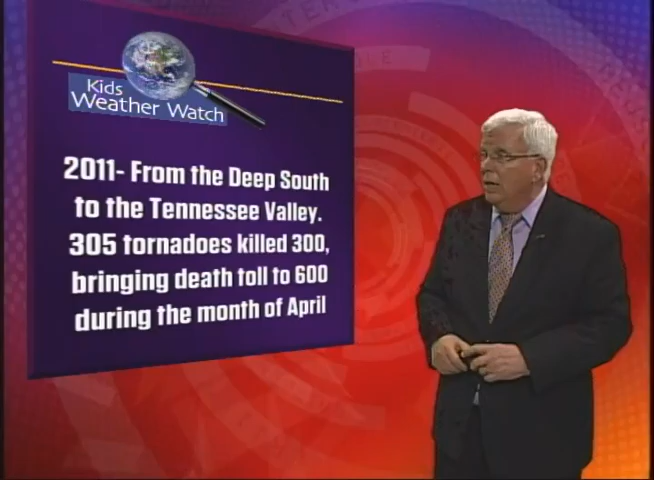 Kids
Weather Watch
2011- From the Deep South
to the Tennessee Valley.
305 tornadoes killed 300,
bringing death toll to 600
during the month of April